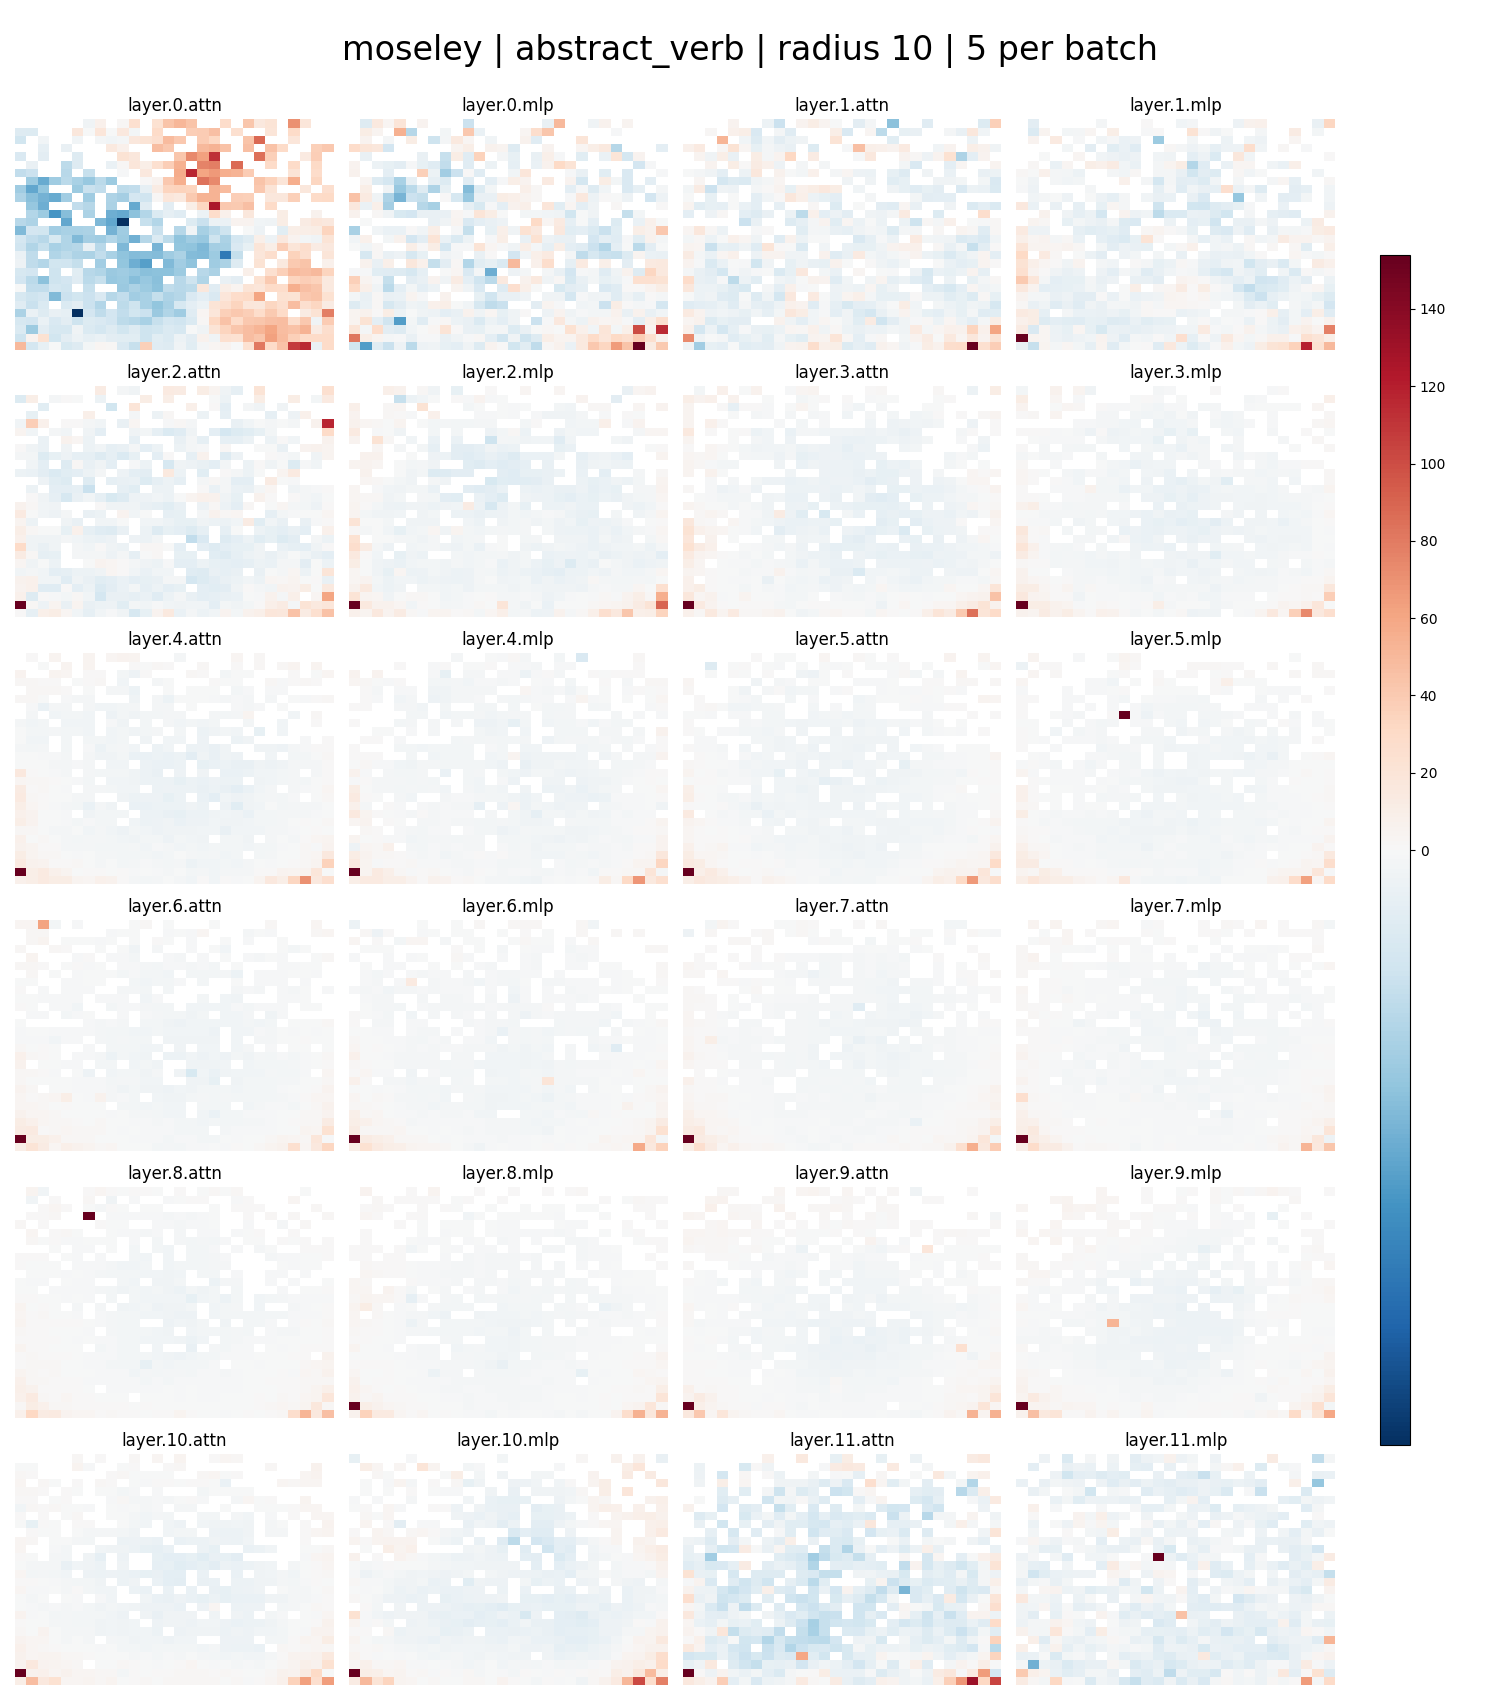 moseley | abstract_verb | radius 10 | 5 per batch
layer.0.attn
layer.0.mlp
layer.1.attn
layer.1.mlp
layer.2.attn
layer.2.mlp
layer.3.attn
layer.3.mlp
layer.4.attn
layer.4.mlp
layer.5.attn
layer.5.mlp
layer.6.attn
layer.6.mlp
layer.7.attn
layer.7.mlp
layer.8.attn
layer.8.mlp
layer.9.attn
layer.9.mlp
layer.10.attn
layer.10.mlp
layer.11.attn
layer.11.mlp
140
120
100
80
60
40
20
0